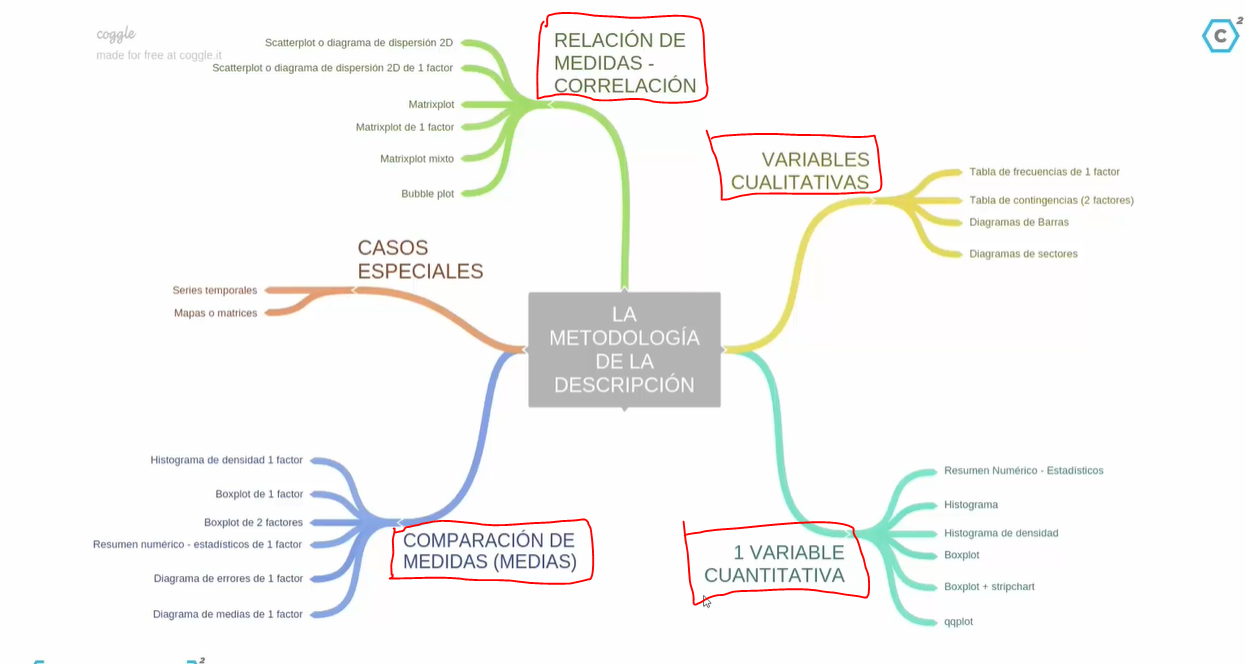 coggle
made for free at coggle.it
C²
RELACIÓN DE
MEDIDAS -
CORRELACIÓN
Scatterplot o diagrama de dispersión 2D
Scatterplot o diagrama de dispersión 2D de 1 factor
Matrixplot
Matrixplot de 1 factor
Matrixplot mixto
Bubble plot
VARIABLES
CUALITATIVAS
Tabla de frecuencias de 1 factor
Tabla de contingencias (2 factores)
Diagramas de Barras
Diagramas de sectores
CASOS
ESPECIALES
Series temporales
Mapas o matrices
LA
METODOLOGÍA
DE LA
DESCRIPCIÓN
Histograma de densidad 1 factor
Boxplot de 1 factor
Boxplot de 2 factores
Resumen numérico - estadísticos de 1 factor
Diagrama de errores de 1 factor
Diagrama de medias de 1 factor
COMPARACIÓN DE
MEDIDAS (MEDIAS)
1 VARIABLE
CUANTITATIVA
Resumen Numérico - Estadísticos
Histograma
Histograma de densidad
Boxplot
Boxplot + stripchart
qqplot